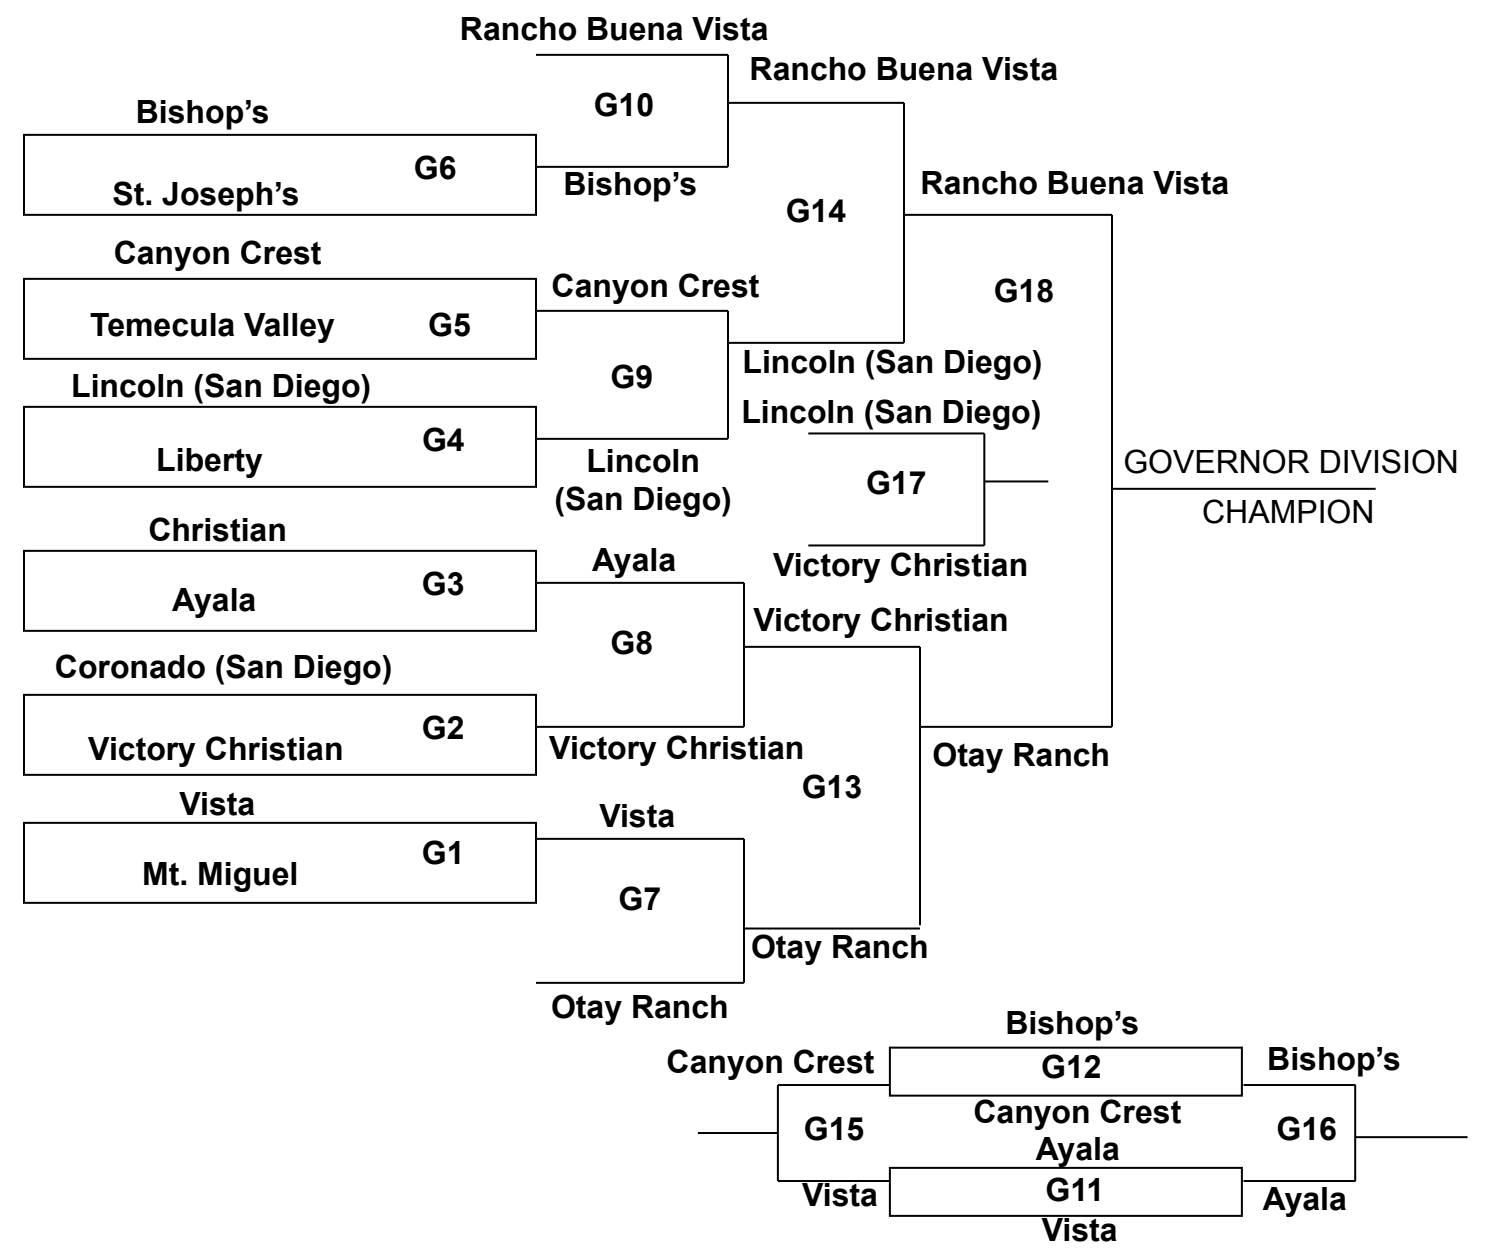 Rancho Buena Vista
Rancho Buena Vista
G10
Bishop’s
G6
St. Joseph’s
Bishop’s
Rancho Buena Vista
G14
Canyon Crest
Canyon Crest
G18
Temecula Valley
G5
Lincoln (San Diego)
G9
Lincoln (San Diego)
Lincoln (San Diego)
G4
Liberty
Lincoln
(San Diego)
G17
GOVERNOR DIVISION
CHAMPION
Christian
Ayala
Victory Christian
G3
Ayala
Victory Christian
G8
Coronado (San Diego)
G2
Victory Christian
Victory Christian
Otay Ranch
G13
Vista
Vista
G1
Mt. Miguel
G7
Otay Ranch
Otay Ranch
Bishop’s
Canyon Crest
G12
Bishop’s
Canyon Crest
G15
G16
Ayala
Vista
G11
Ayala
Vista